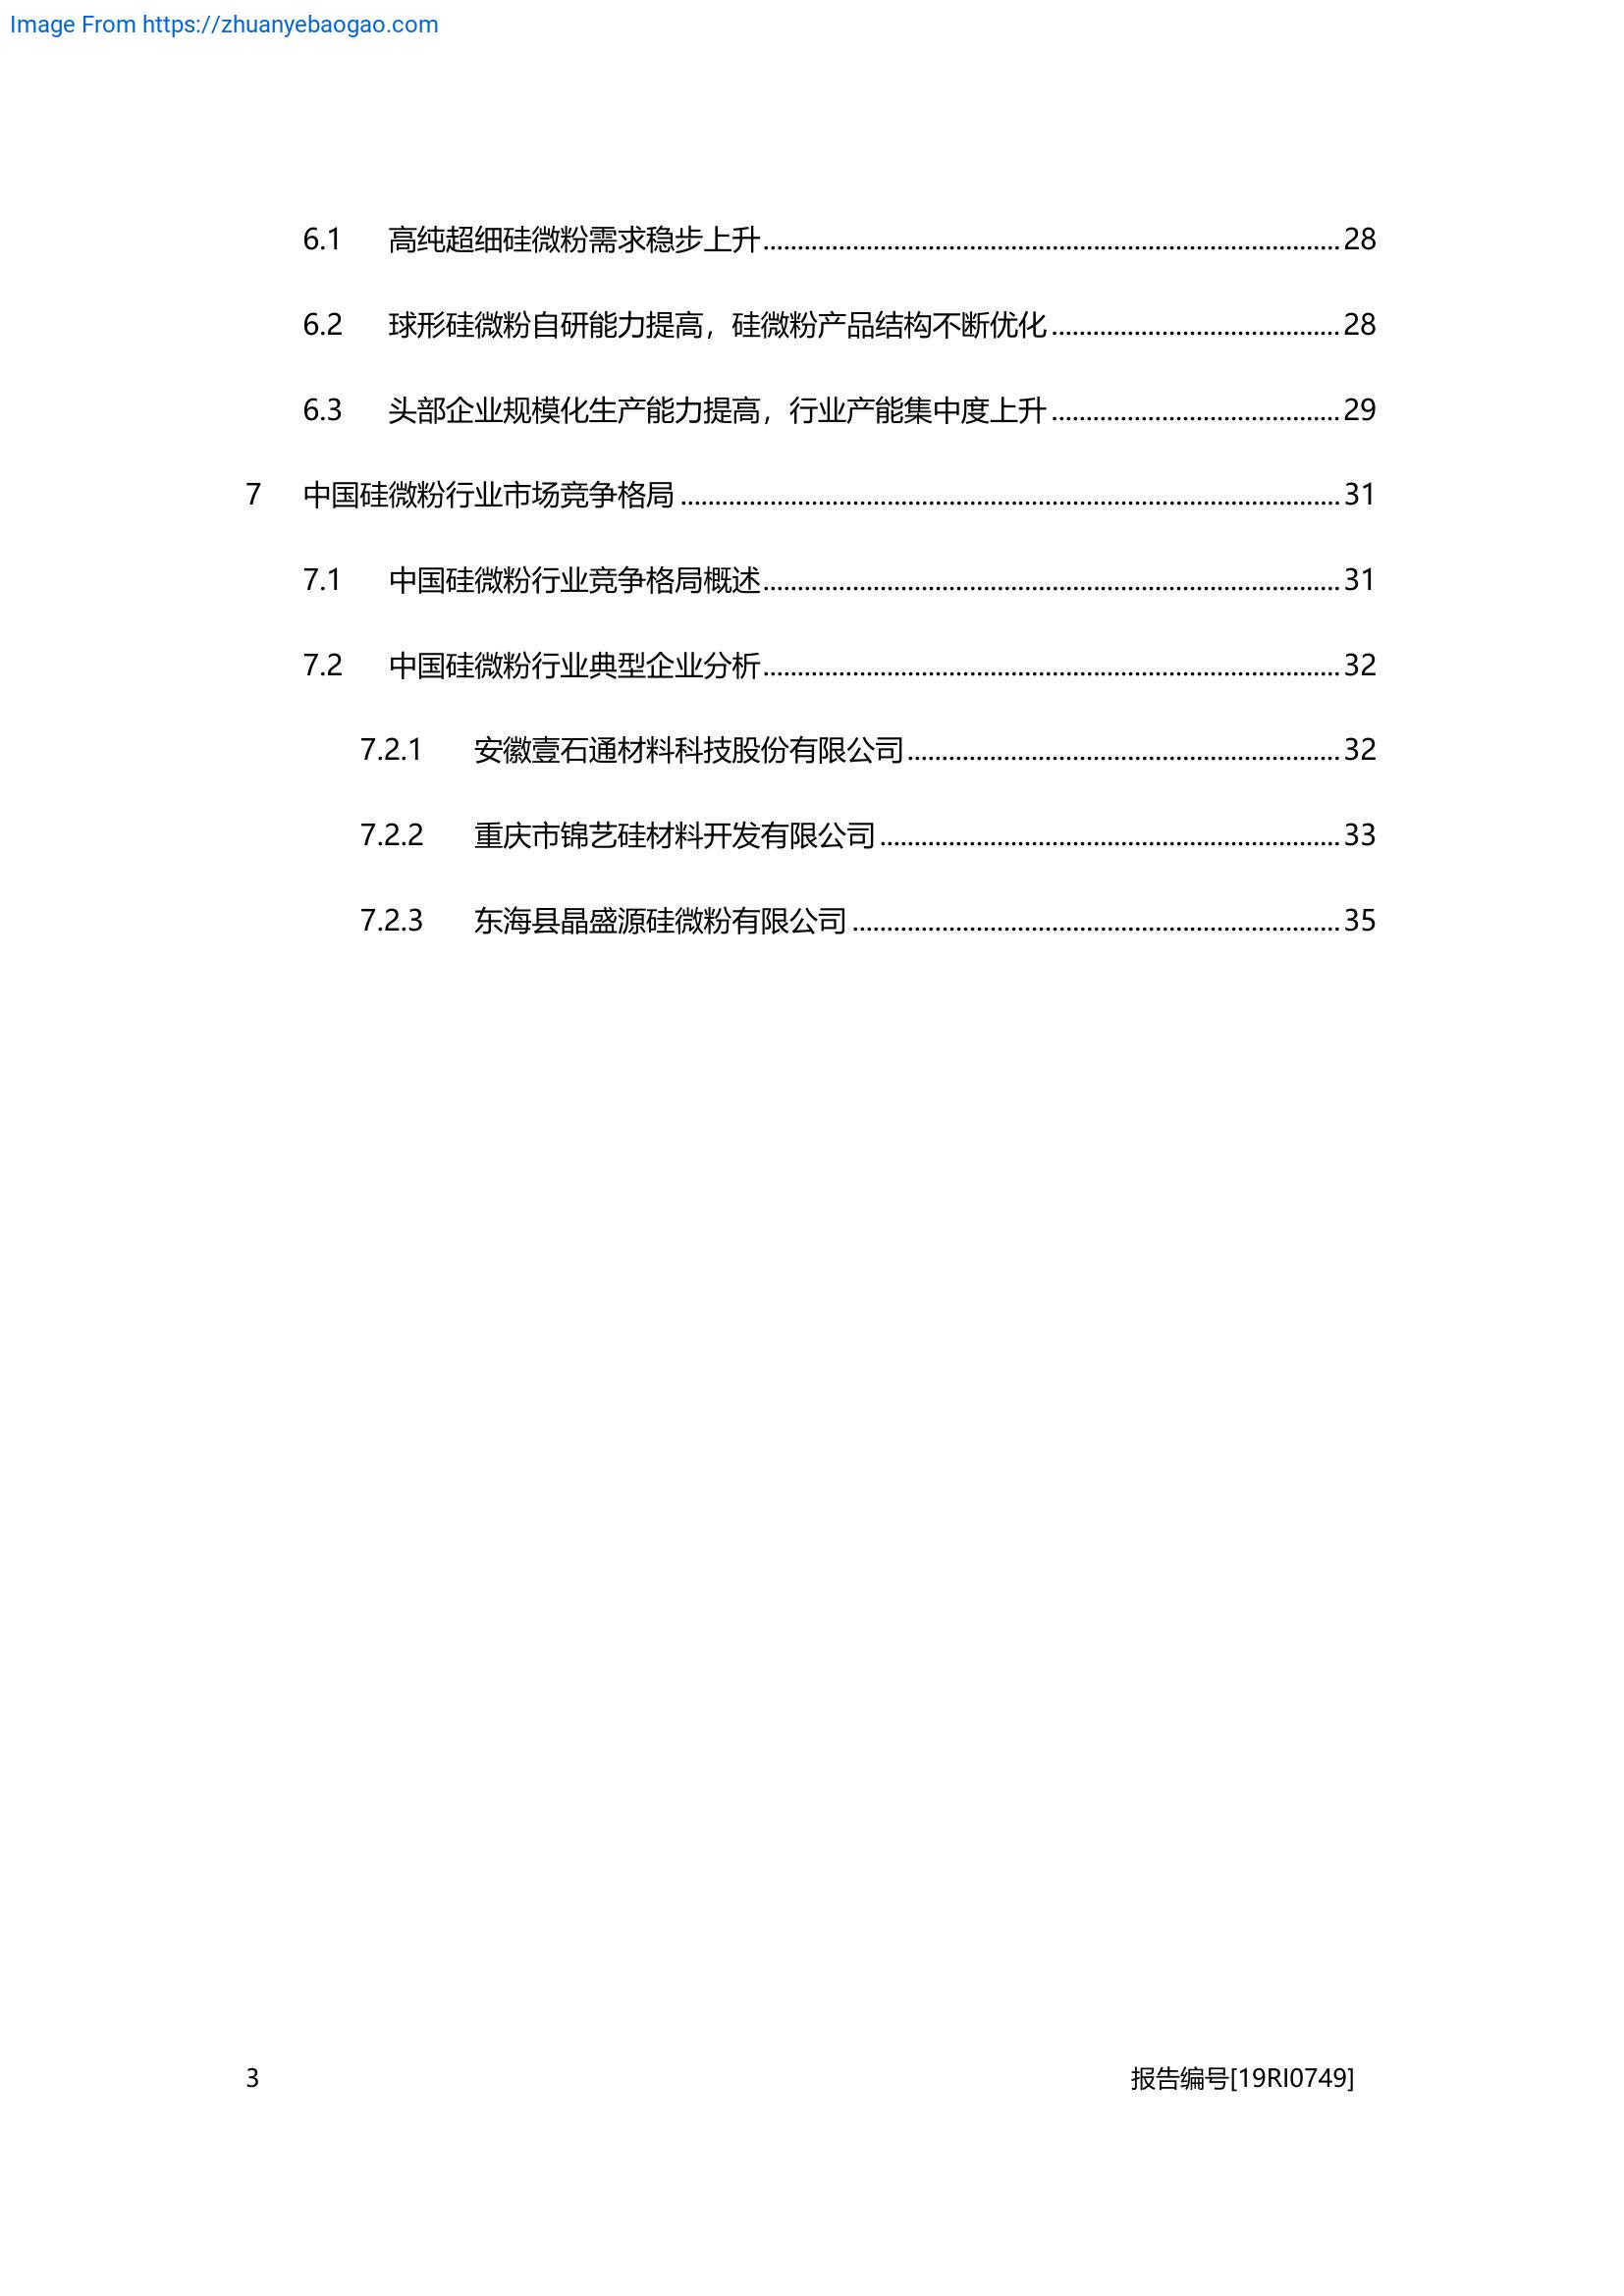 Image From https://zhuanyebaogao.com
6.1 高纯超细硅微粉需求稳步上升 28
6.2 球形硅微粉自研能力提高，硅微粉产品结构不断优化 28
6.3 头部企业规模化生产能力提高，行业产能集中度上升 29
7 中国硅微粉行业市场竞争格局 31
7.1 中国硅微粉行业竞争格局概述 31
7.2 中国硅微粉行业典型企业分析 32
7.2.1 安徽壹石通材料科技股份有限公司 32
7.2.2 重庆市锦艺硅材料开发有限公司 33
7.2.3 东海县晶盛源硅微粉有限公司 35
3 报告编号[19RI0749]